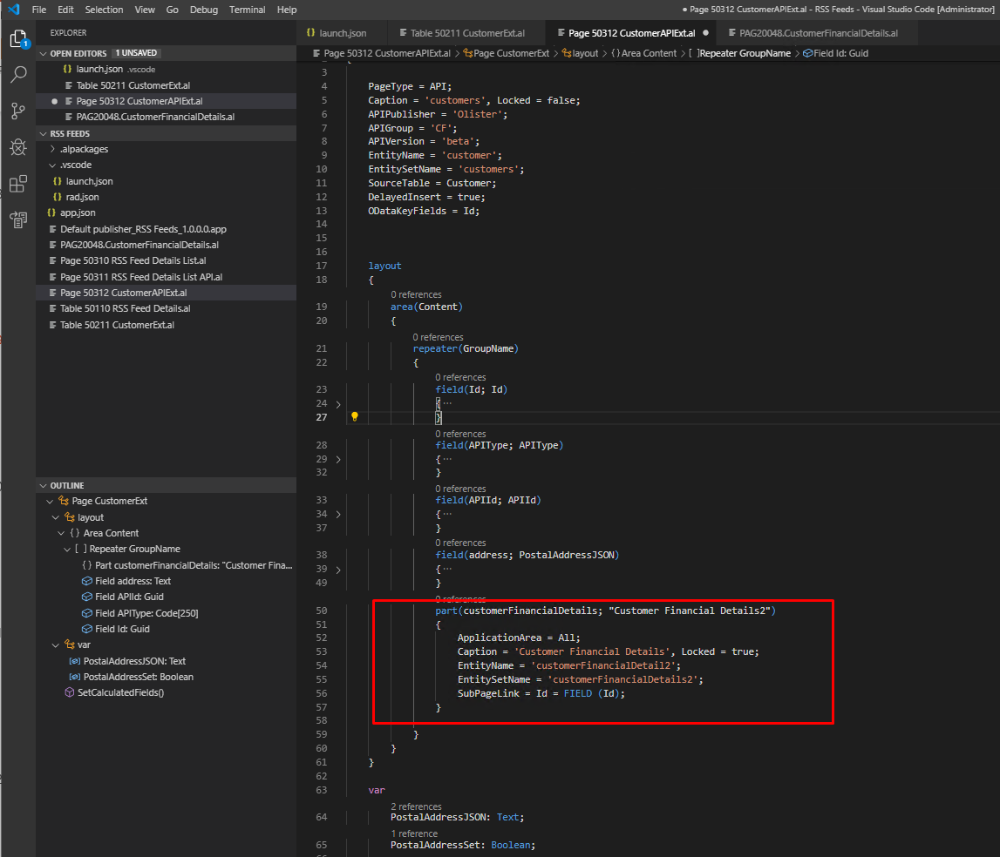 File Edit Selection View Go Debug Terminal Help
● Page 50312 CustomerAPIExt.al - RSS Feeds - Visual Studio Code [Administrator]
1
EXPLORER
OPEN EDITORS 1 UNSAVED
{} launch.json .vscode
Table 50211 CustomerExt.al
● Page 50312 CustomerAPIExt.al
PAG20048.CustomerFinancialDetails.al
RSS FEEDS
.alpackages
.vscode
{} launch.json
{} rad.json
{} app.json
Default publisher_RSS Feeds_1.0.0.0.app
PAG20048.CustomerFinancialDetails.al
Page 50310 RSS Feed Details List.al
Page 50311 RSS Feed Details List API.al
Page 50312 CustomerAPIExt.al
Table 50110 RSS Feed Details.al
Table 50211 CustomerExt.al
OUTLINE
Page CustomerExt
layout
{} Area Content
[ ] Repeater GroupName
{} Part customerFinancialDetails: "Customer Fina...
Field address: Text
Field APIId: Guid
Field APIType: Code[250]
Field Id: Guid
var
PostalAddressJSON: Text
PostalAddressSet: Boolean
SetCalculatedFields()
{} launch.json
Table 50211 CustomerExt.al
Page 50312 CustomerAPIExt.al ●
PAG20048.CustomerFinancialDetails.al
Page 50312 CustomerAPIExt.al > Page CustomerExt > layout > {} Area Content > [ ] Repeater GroupName > Field Id: Guid
3
4 PageType = API;
5 Caption = 'customers', Locked = false;
6 APIPublisher = 'Olister';
7 APIGroup = 'CF';
8 APIVersion = 'beta';
9 EntityName = 'customer';
10 EntitySetName = 'customers';
11 SourceTable = Customer;
12 DelayedInsert = true;
13 ODataKeyFields = Id;
14
15
16
17 layout
18 {
0 references
19 area(Content)
20 {
0 references
21 repeater(GroupName)
22 {
0 references
23 field(Id; Id)
24 { ...
27 }
0 references
28 field(APIType; APIType)
29 { ...
32 }
0 references
33 field(APIId; APIId)
34 { ...
37 }
0 references
38 field(address; PostalAddressJSON)
39 { ...
49 }
0 references
50 part(customerFinancialDetails; "Customer Financial Details2")
51 {
52 ApplicationArea = All;
53 Caption = 'Customer Financial Details', Locked = true;
54 EntityName = 'customerFinancialDetail2';
55 EntitySetName = 'customerFinancialDetails2';
56 SubPageLink = Id = FIELD (Id);
57 }
58
59 }
60 }
61 }
62
63 var
2 references
64 PostalAddressJSON: Text;
1 reference
65 PostalAddressSet: Boolean;